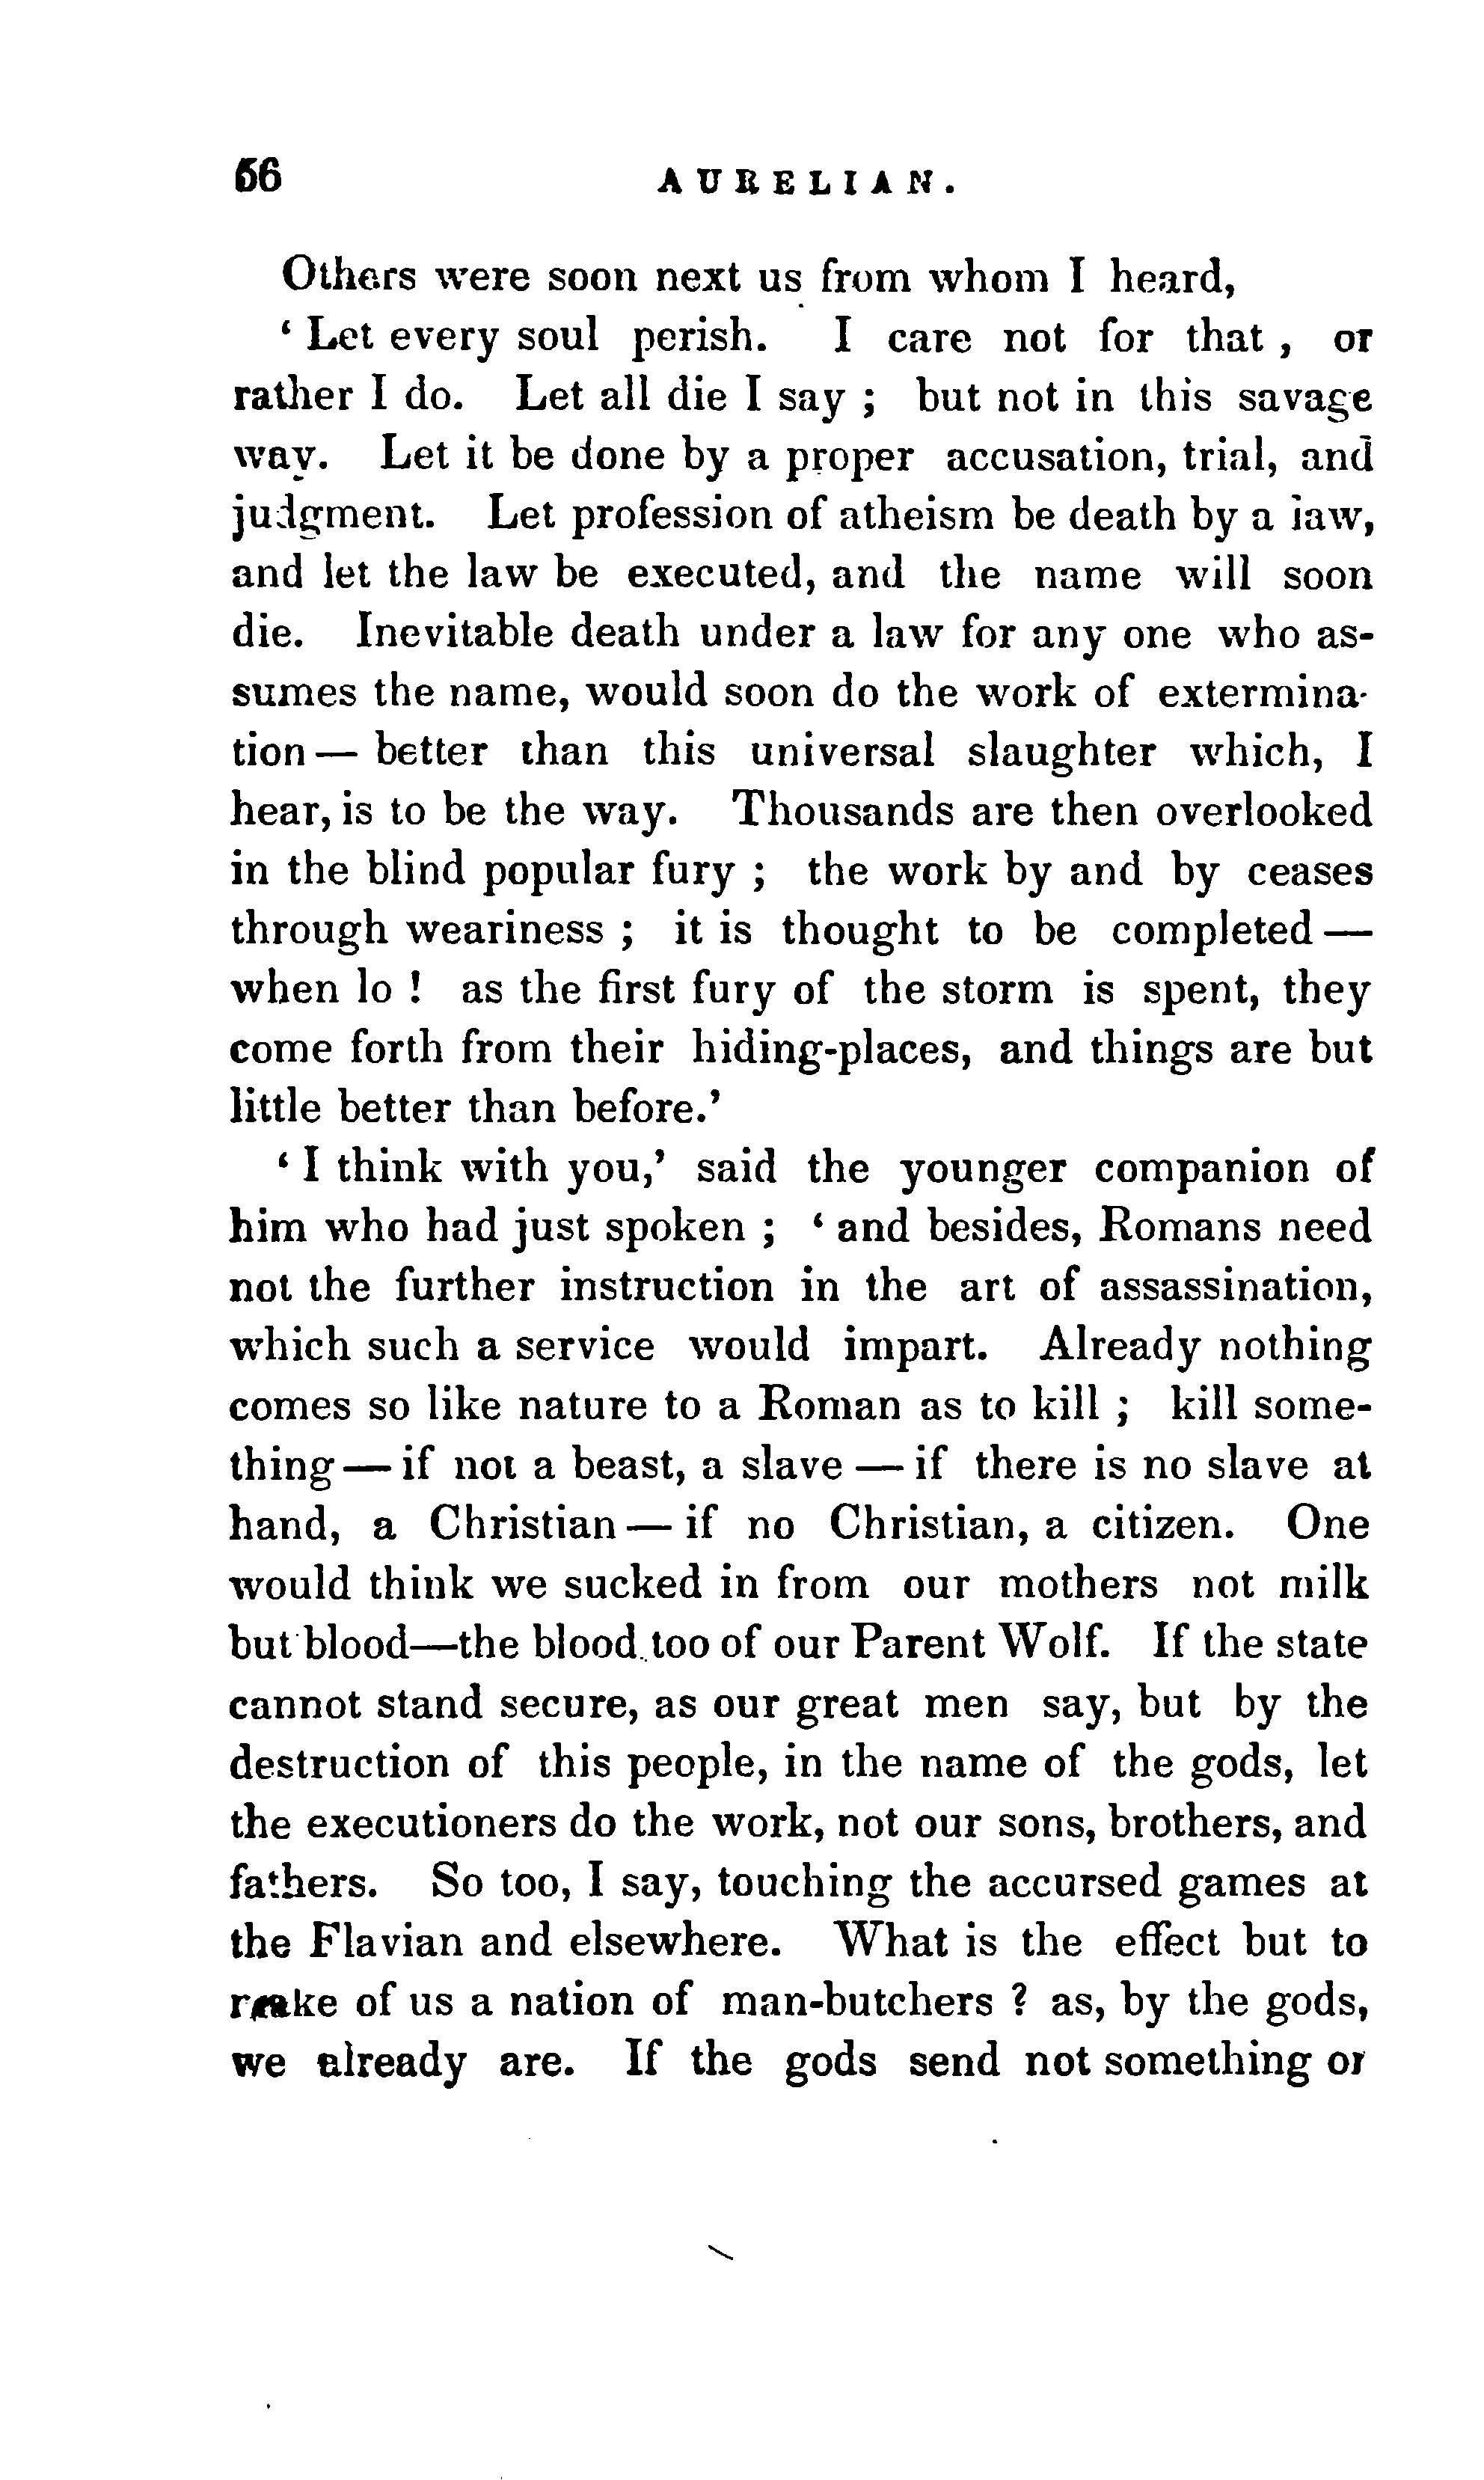 66 AURELIAN.
Others were soon next us from whom I heard,
‘ Let every soul perish. I care not for that , or
rather I do. Let all die I say ; but not in this savage
way. Let it be done by a proper accusation, trial, and
judgment. Let profession of atheism be death by a law,
and let the law be executed, and the name will soon
die. Inevitable death under a law for any one who as-
sumes the name, would soon do the work of extermina-
tion — better than this universal slaughter which, I
hear, is to be the way. Thousands are then overlooked
in the blind popular fury ; the work by and by ceases
through weariness ; it is thought to be completed —
when lo ! as the first fury of the storm is spent, they
come forth from their hiding-places, and things are but
little better than before.’
‘ I think with you,’ said the younger companion of
him who had just spoken ; ‘ and besides, Romans need
not the further instruction in the art of assassination,
which such a service would impart. Already nothing
comes so like nature to a Roman as to kill ; kill some-
thing — if not a beast, a slave — if there is no slave at
hand, a Christian — if no Christian, a citizen. One
would think we sucked in from our mothers not milk
but blood—the blood too of our Parent Wolf. If the state
cannot stand secure, as our great men say, but by the
destruction of this people, in the name of the gods, let
the executioners do the work, not our sons, brothers, and
fathers. So too, I say, touching the accursed games at
the Flavian and elsewhere. What is the effect but to
make of us a nation of man-butchers ? as, by the gods,
we already are. If the gods send not something or